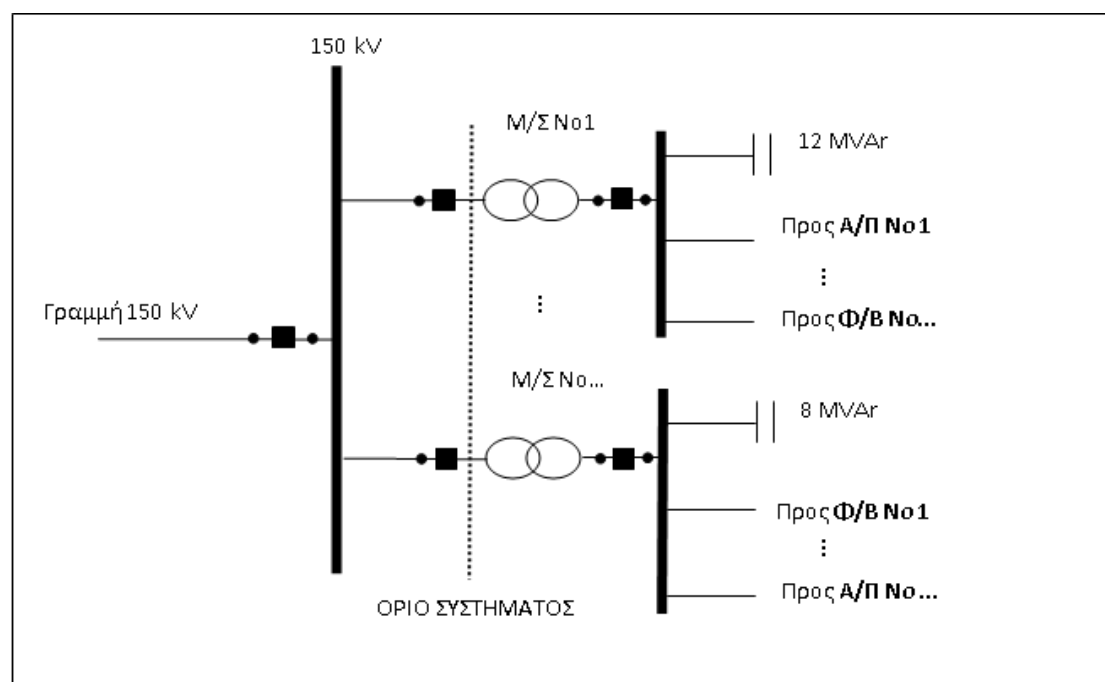 150 kV
Μ/Σ Νο1
12 MVAr
Προς Α/Π Νο1
⋮
Προς Φ/Β Νο...
⋮
Γραμμή 150 kV
Μ/Σ Νο...
8 MVAr
Προς Φ/Β Νο1
⋮
Προς Α/Π Νο...
ΟΡΙΟ ΣΥΣΤΗΜΑΤΟΣ